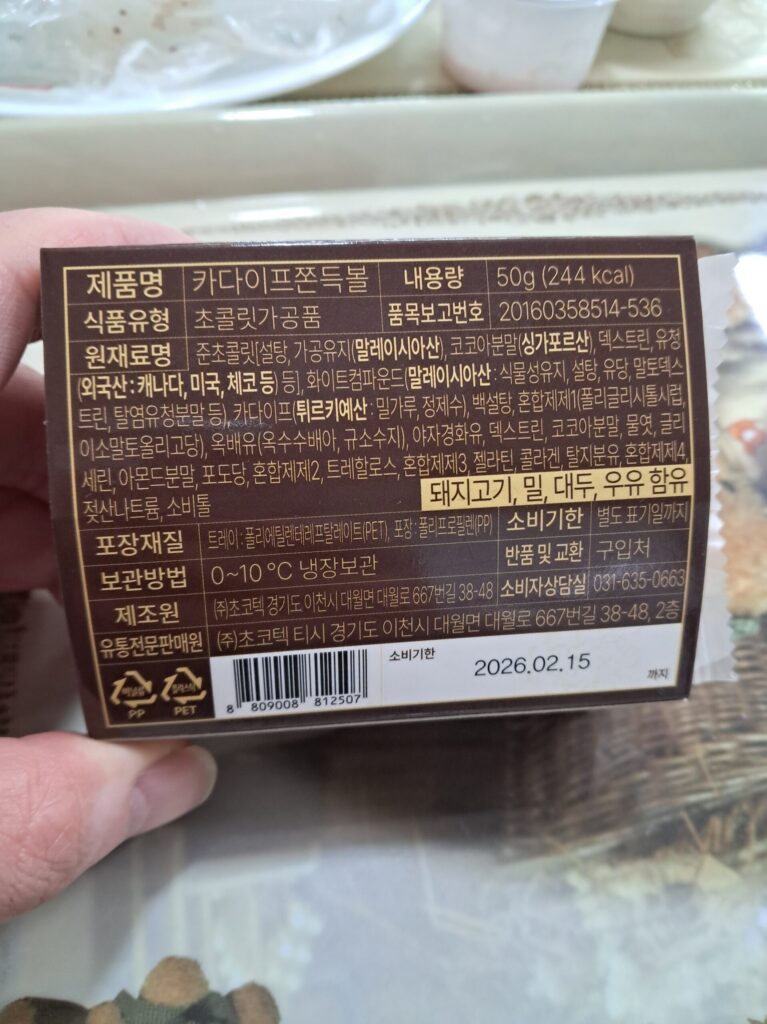 제품명 카다이프쫀득볼 내용량 50g (244 kcal)
식품유형 초콜릿가공품 품목보고번호 20160358514-536
원재료명 준초콜릿[설탕, 가공유지(말레이시아산), 코코아분말(싱가포르산), 덱스트린, 유청
(외국산 : 캐나다, 미국, 체코 등) 등], 화이트컴파운드(말레이시아산 : 식물성유지, 설탕, 유당, 말토덱스
트린, 탈염유청분말 등), 카다이프(튀르키예산 : 밀가루, 정제수), 백설탕, 혼합제제1(폴리글리시톨시럽,
이소말토올리고당), 옥배유(옥수수배아, 규소수지), 야자경화유, 덱스트린, 코코아분말, 물엿, 글리
세린, 아몬드분말, 포도당, 혼합제제2, 트레할로스, 혼합제제3, 젤라틴, 콜라겐, 탈지분유, 혼합제제4,
젖산나트륨, 소비톨
돼지고기, 밀, 대두, 우유 함유
포장재질 트레이 : 폴리에틸렌테레프탈레이트(PET), 포장 : 폴리프로필렌(PP) 소비기한 별도 표기일까지
보관방법 0~10 ℃ 냉장보관 반품 및 교환 구입처
제조원 (주)초코텍 경기도 이천시 대월면 대월로 667번길 38-48 소비자상담실 031-635-0663
유통전문판매원 (주)초코텍 티시 경기도 이천시 대월면 대월로 667번길 38-48, 2층
비닐류 PP
플라스틱 PET
8 809008 812507
소비기한 2026.02.15 까지